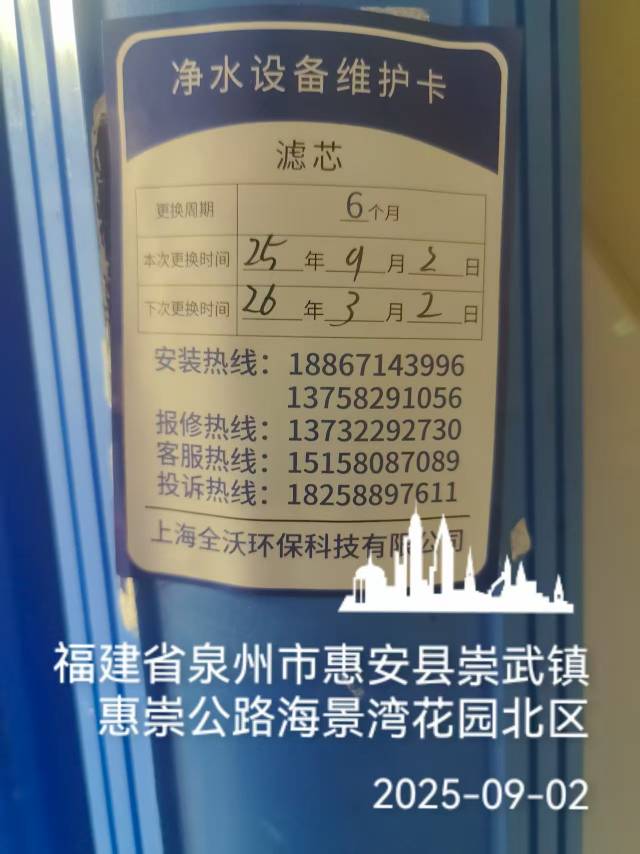 净水设备维护卡
滤芯
更换周期 6个月
本次更换时间 25年9月2日
下次更换时间 26年3月2日
安装热线：18867143996
13758291056
报修热线：13732292730
客服热线：15158087089
投诉热线：18258897611
上海全沃环保科技有限公司
福建省泉州市惠安县崇武镇
惠崇公路海景湾花园北区
2025-09-02